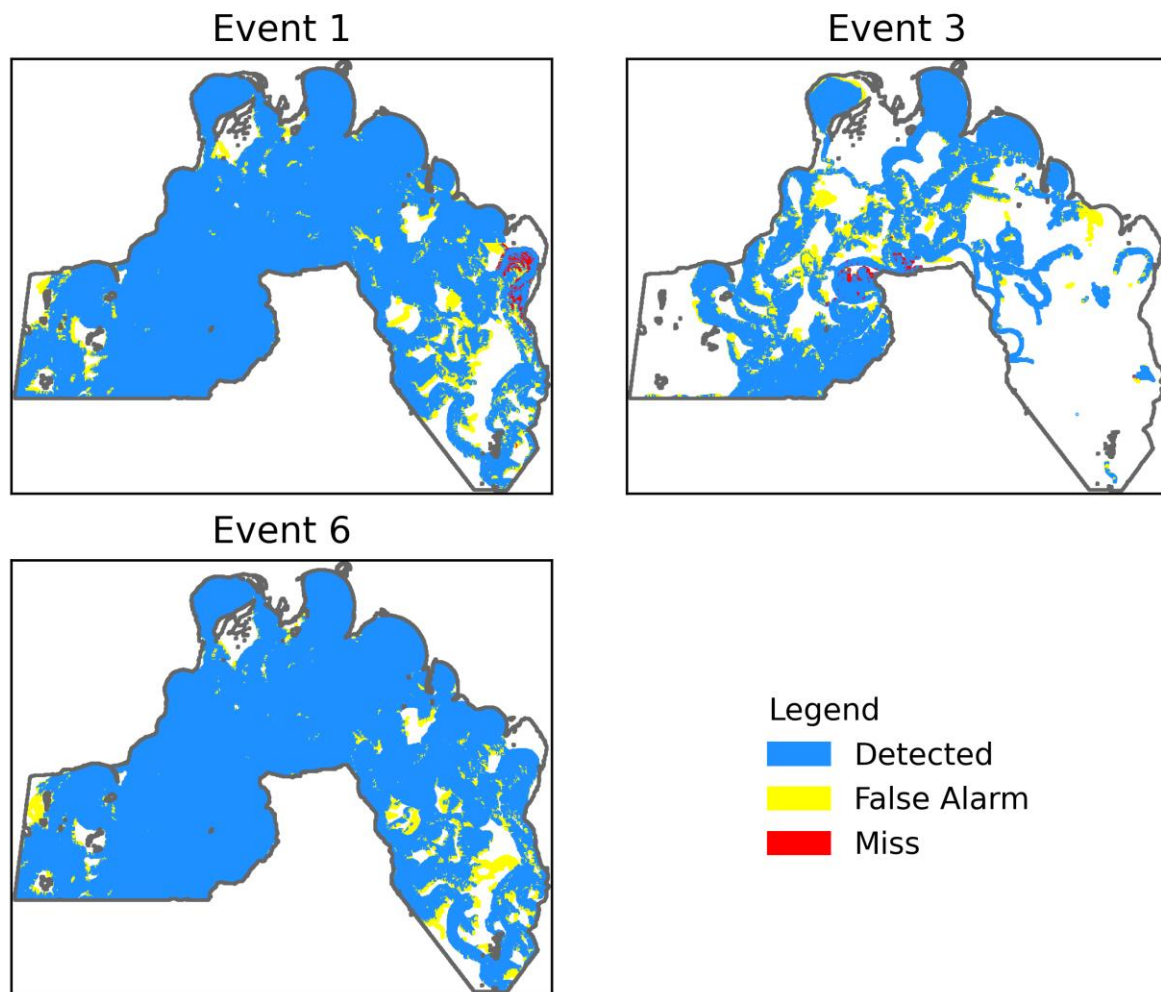 Event 1
Event 3
Event 6
Legend
Detected
False Alarm
Miss